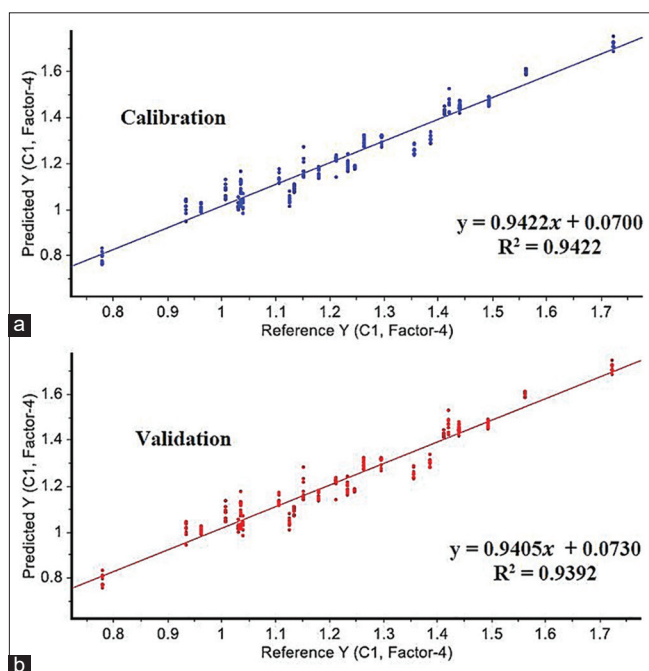 Predicted Y (C1, Factor-4)
1.6
1.4
1.2
1
0.8
Calibration
y = 0.9422x + 0.0700
R² = 0.9422
0.8 0.9 1 1.1 1.2 1.3 1.4 1.5 1.6 1.7
Reference Y (C1, Factor-4)
a
Predicted Y (C1, Factor-4)
1.6
1.4
1.2
1
0.8
Validation
y = 0.9405x + 0.0730
R² = 0.9392
0.8 0.9 1 1.1 1.2 1.3 1.4 1.5 1.6 1.7
Reference Y (C1, Factor-4)
b